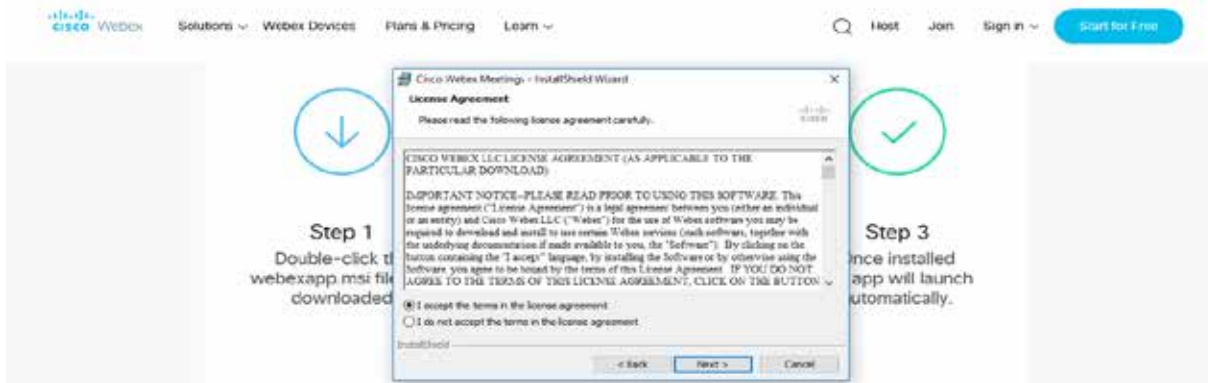 CISCO Webex Solutions Webex Devices Plans & Pricing Learn Host Join Sign in Start for Free
Cisco Webex Meetings - InstallShield Wizard
License Agreement
Please read the following license agreement carefully.
CISCO
CISCO WEBEX LLC LICENSE AGREEMENT (AS APPLICABLE TO THE
PARTICULAR DOWNLOAD)
IMPORTANT NOTICE--PLEASE READ PRIOR TO USING THIS SOFTWARE. This
license agreement ("License Agreement") is a legal agreement between you (either an individual
or an entity) and Cisco Webex LLC ("Webex") for the use of Webex software you may be
required to download and install to use certain Webex services (such software, together with
the underlying documentation if made available to you, the "Software"). By clicking on the
button containing the "I accept" language, by installing the Software or by otherwise using the
Software, you agree to be bound by the terms of this License Agreement. IF YOU DO NOT
AGREE TO THE TERMS OF THIS LICENSE AGREEMENT, CLICK ON THE BUTTON
I accept the terms in the license agreement
I do not accept the terms in the license agreement
InstallShield
< Back Next > Cancel
Step 1
Double-click t
webexapp msi file
downloaded
Step 3
nce installed
app will launch
utomatically.